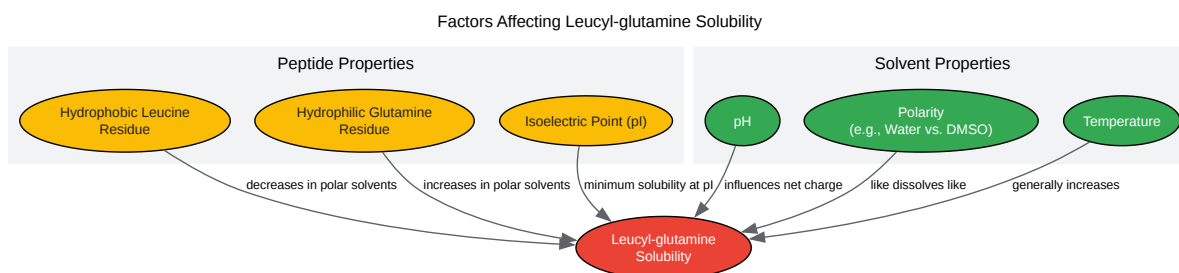 Factors Affecting Leucyl-glutamine Solubility
Peptide Properties
Solvent Properties
Hydrophobic Leucine
Residue
Hydrophilic Glutamine
Residue
Isoelectric Point (pI)
pH
Polarity
(e.g., Water vs. DMSO)
Temperature
decreases in polar solvents
increases in polar solvents
minimum solubility at pI
influences net charge
like dissolves like
generally increases
Leucyl-glutamine
Solubility